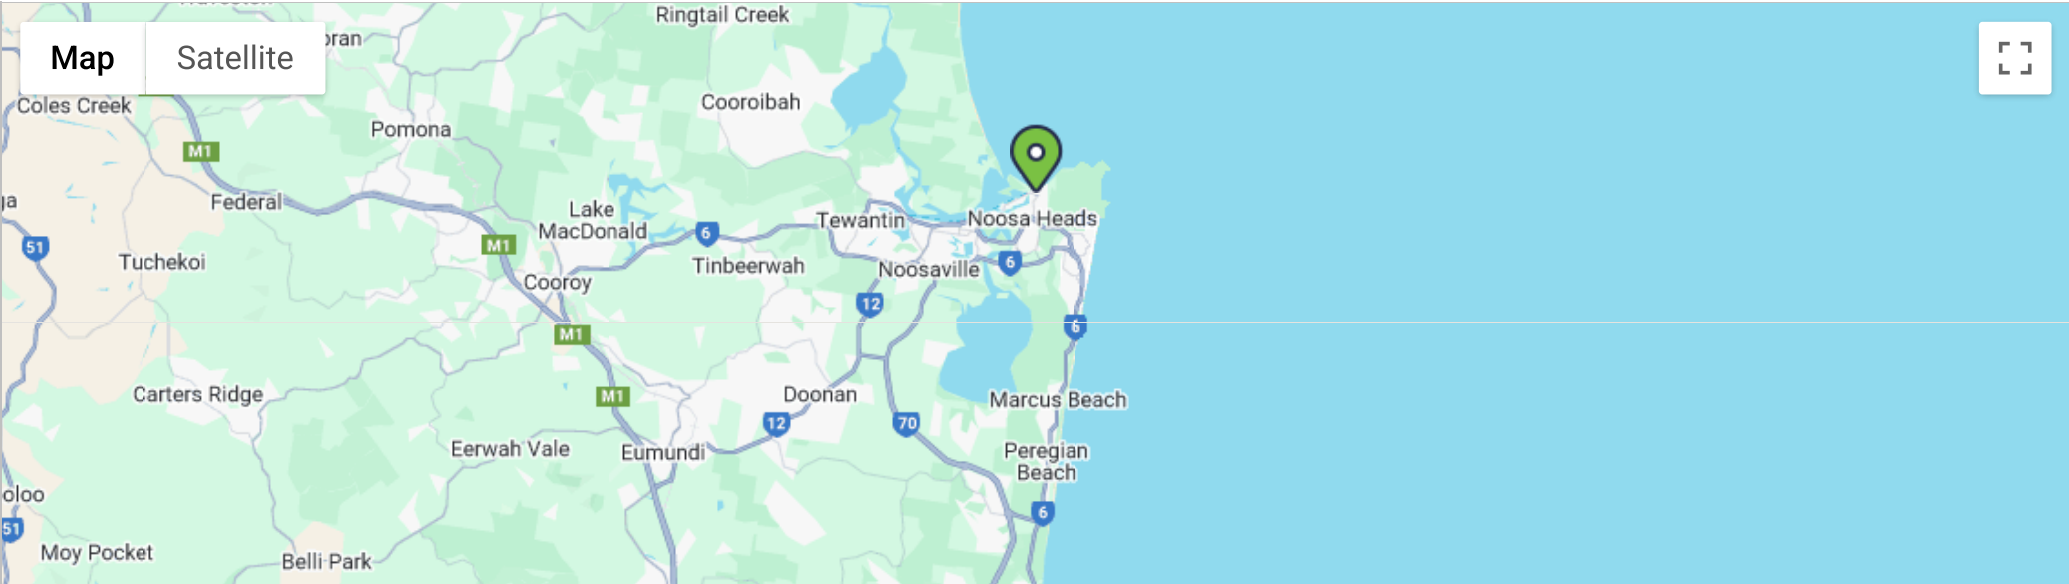 Ringtail Creek
Map
Satellite
Coles Creek
Cooroibah
Pomona
M1
Federal
Lake
MacDonald
Tewantin
Noosa Heads
6
51
M1
Tuchekoi
Tinbeerwah
Noosaville
6
Cooroy
12
M1
6
Carters Ridge
M1
Doonan
Marcus Beach
12
70
Eerwah Vale
Eumundi
Peregian
Beach
oloo
6
51
Moy Pocket
Belli Park